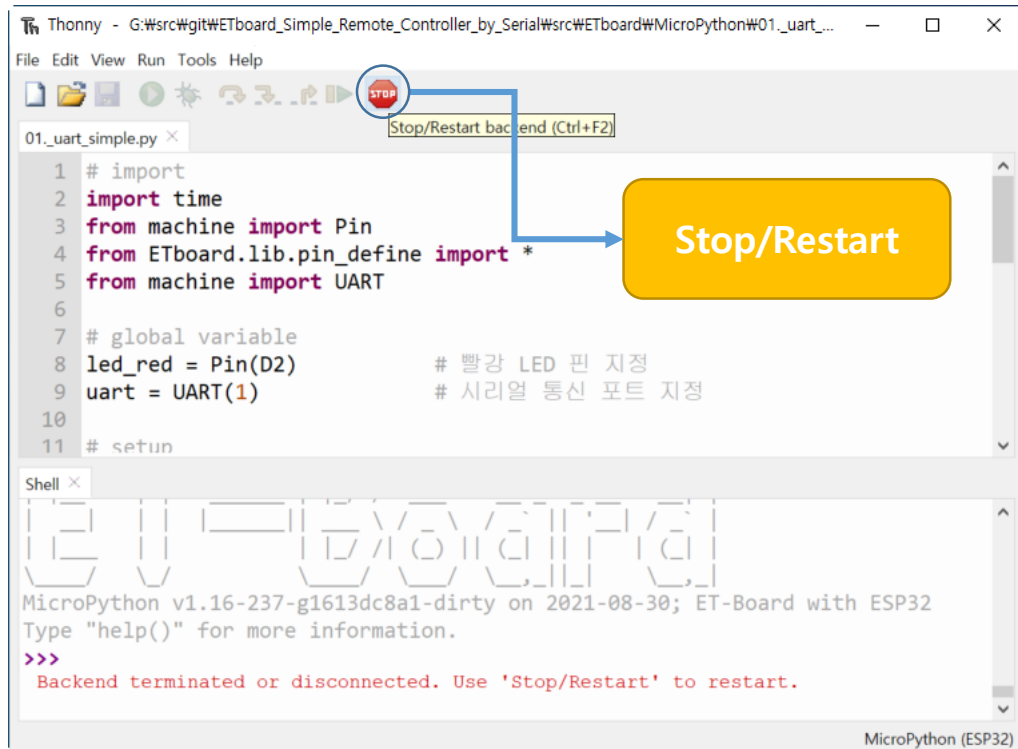 Thonny - G:₩src₩git₩ETboard_Simple_Remote_Controller_by_Serial₩src₩ETboard₩MicroPython₩01._uart_...
File Edit View Run Tools Help
STOP
Stop/Restart backend (Ctrl+F2)
01._uart_simple.py
1 # import
2 import time
3 from machine import Pin
4 from ETboard.lib.pin_define import *
5 from machine import UART
6
7 # global variable
8 led_red = Pin(D2) # 빨강 LED 핀 지정
9 uart = UART(1) # 시리얼 통신 포트 지정
10
11 # setup
Stop/Restart
Shell
MicroPython v1.16-237-g1613dc8a1-dirty on 2021-08-30; ET-Board with ESP32
Type "help()" for more information.
>>>
Backend terminated or disconnected. Use 'Stop/Restart' to restart.
MicroPython (ESP32)